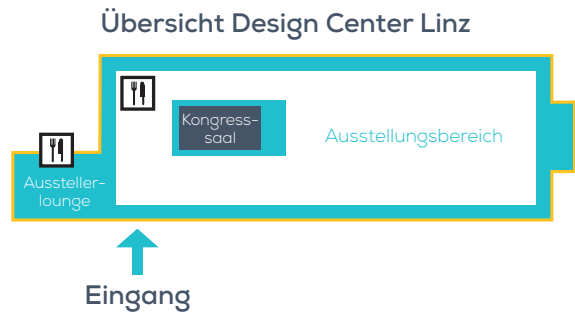 Übersicht Design Center Linz
Kongress-
saal
Ausstellungsbereich
Aussteller-
lounge
Eingang